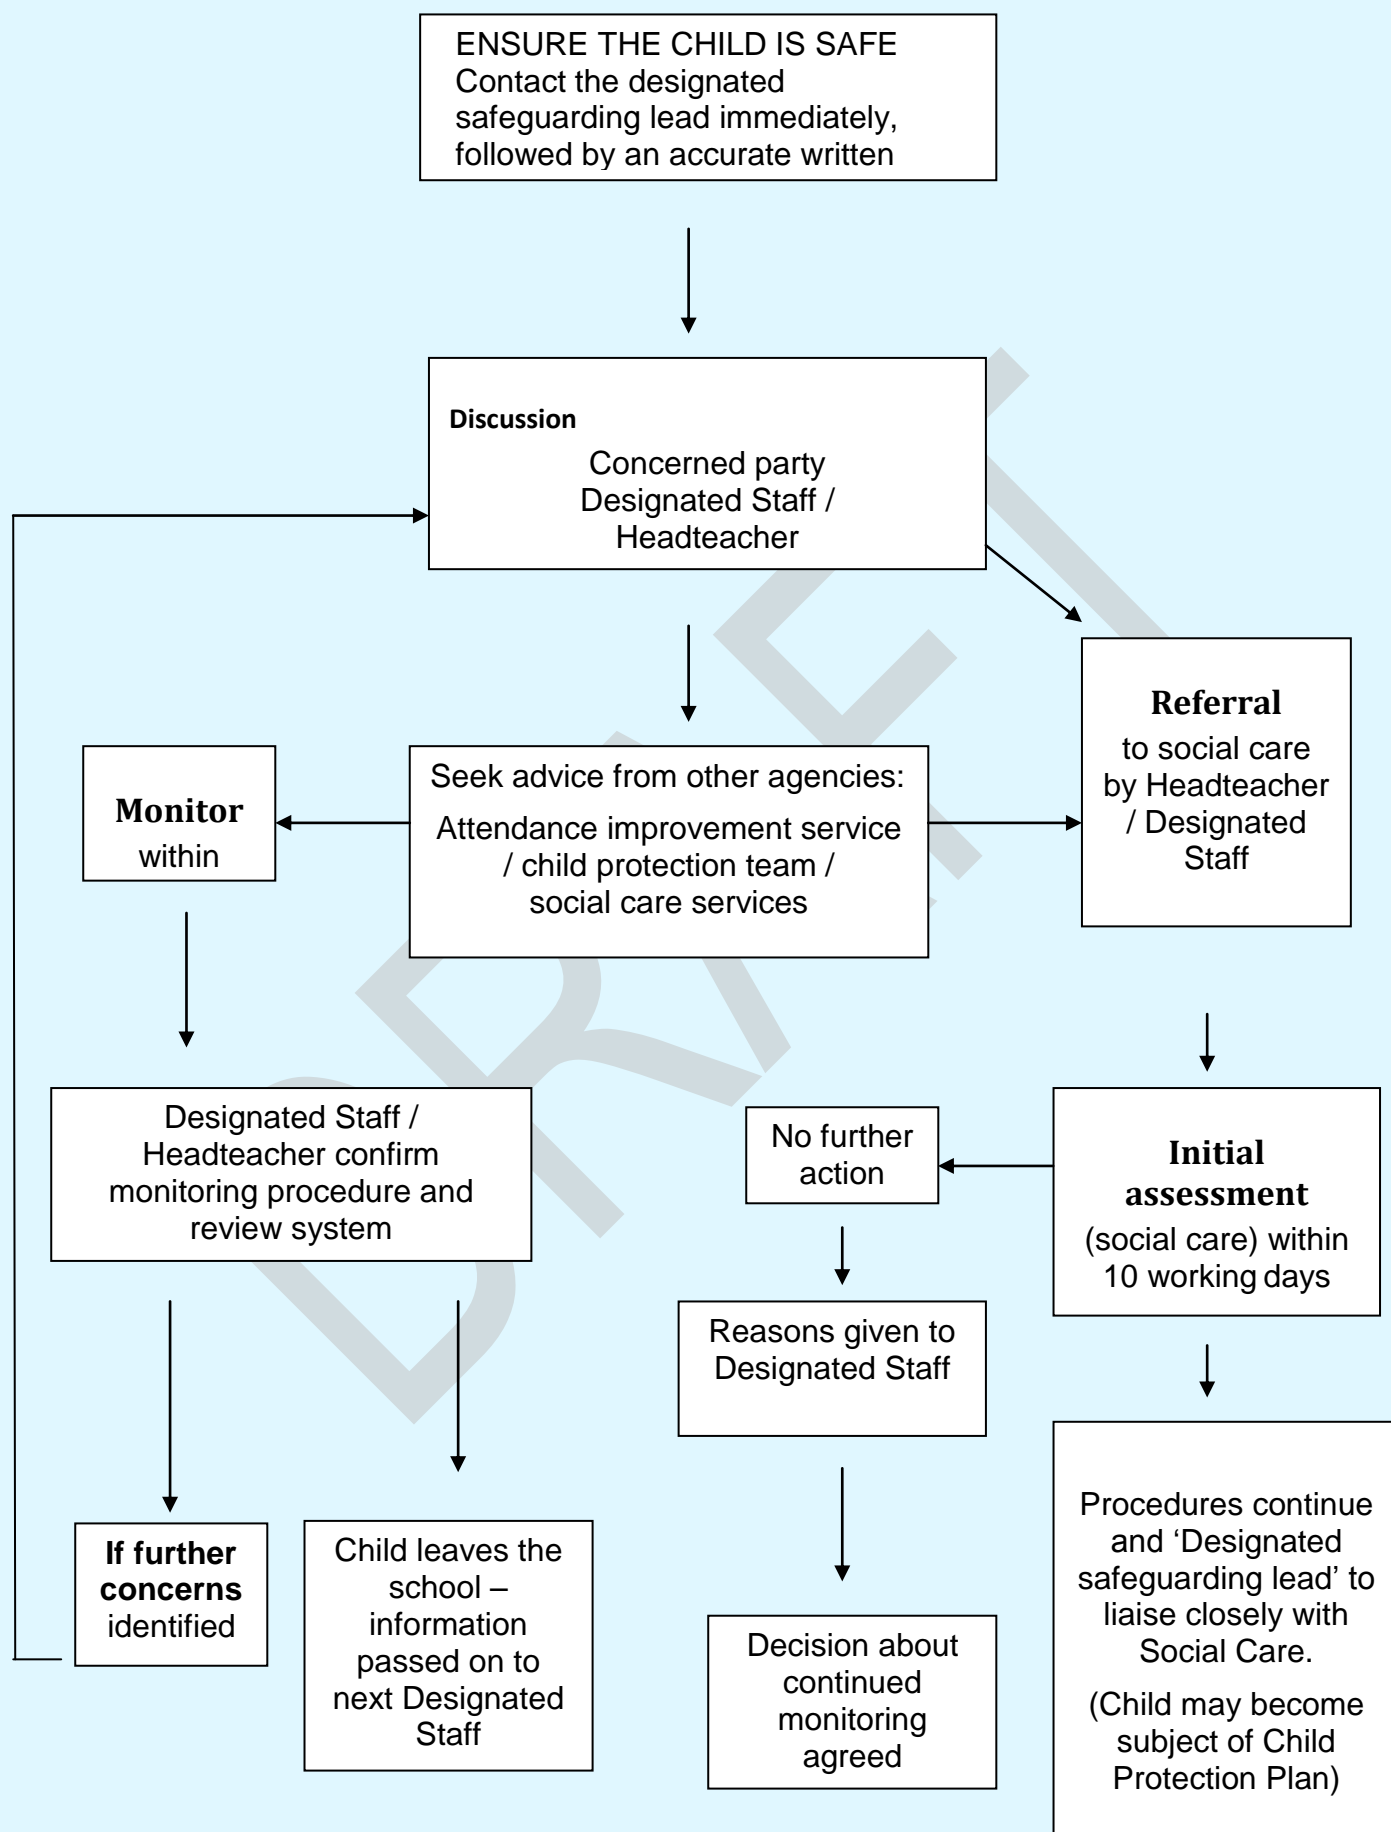 ENSURE THE CHILD IS SAFE
Contact the designated
safeguarding lead immediately,
followed by an accurate written
Discussion
Concerned party
Designated Staff /
Headteacher
Referral
to social care
by Headteacher
/ Designated
Staff
Monitor
within
Seek advice from other agencies:
Attendance improvement service
/ child protection team /
social care services
Designated Staff /
Headteacher confirm
monitoring procedure and
review system
No further
action
Initial
assessment
(social care) within
10 working days
Reasons given to
Designated Staff
If further
concerns
identified
Child leaves the
school –
information
passed on to
next Designated
Staff
Decision about
continued
monitoring
agreed
Procedures continue
and ‘Designated
safeguarding lead’ to
liaise closely with
Social Care.
(Child may become
subject of Child
Protection Plan)
DRAFT